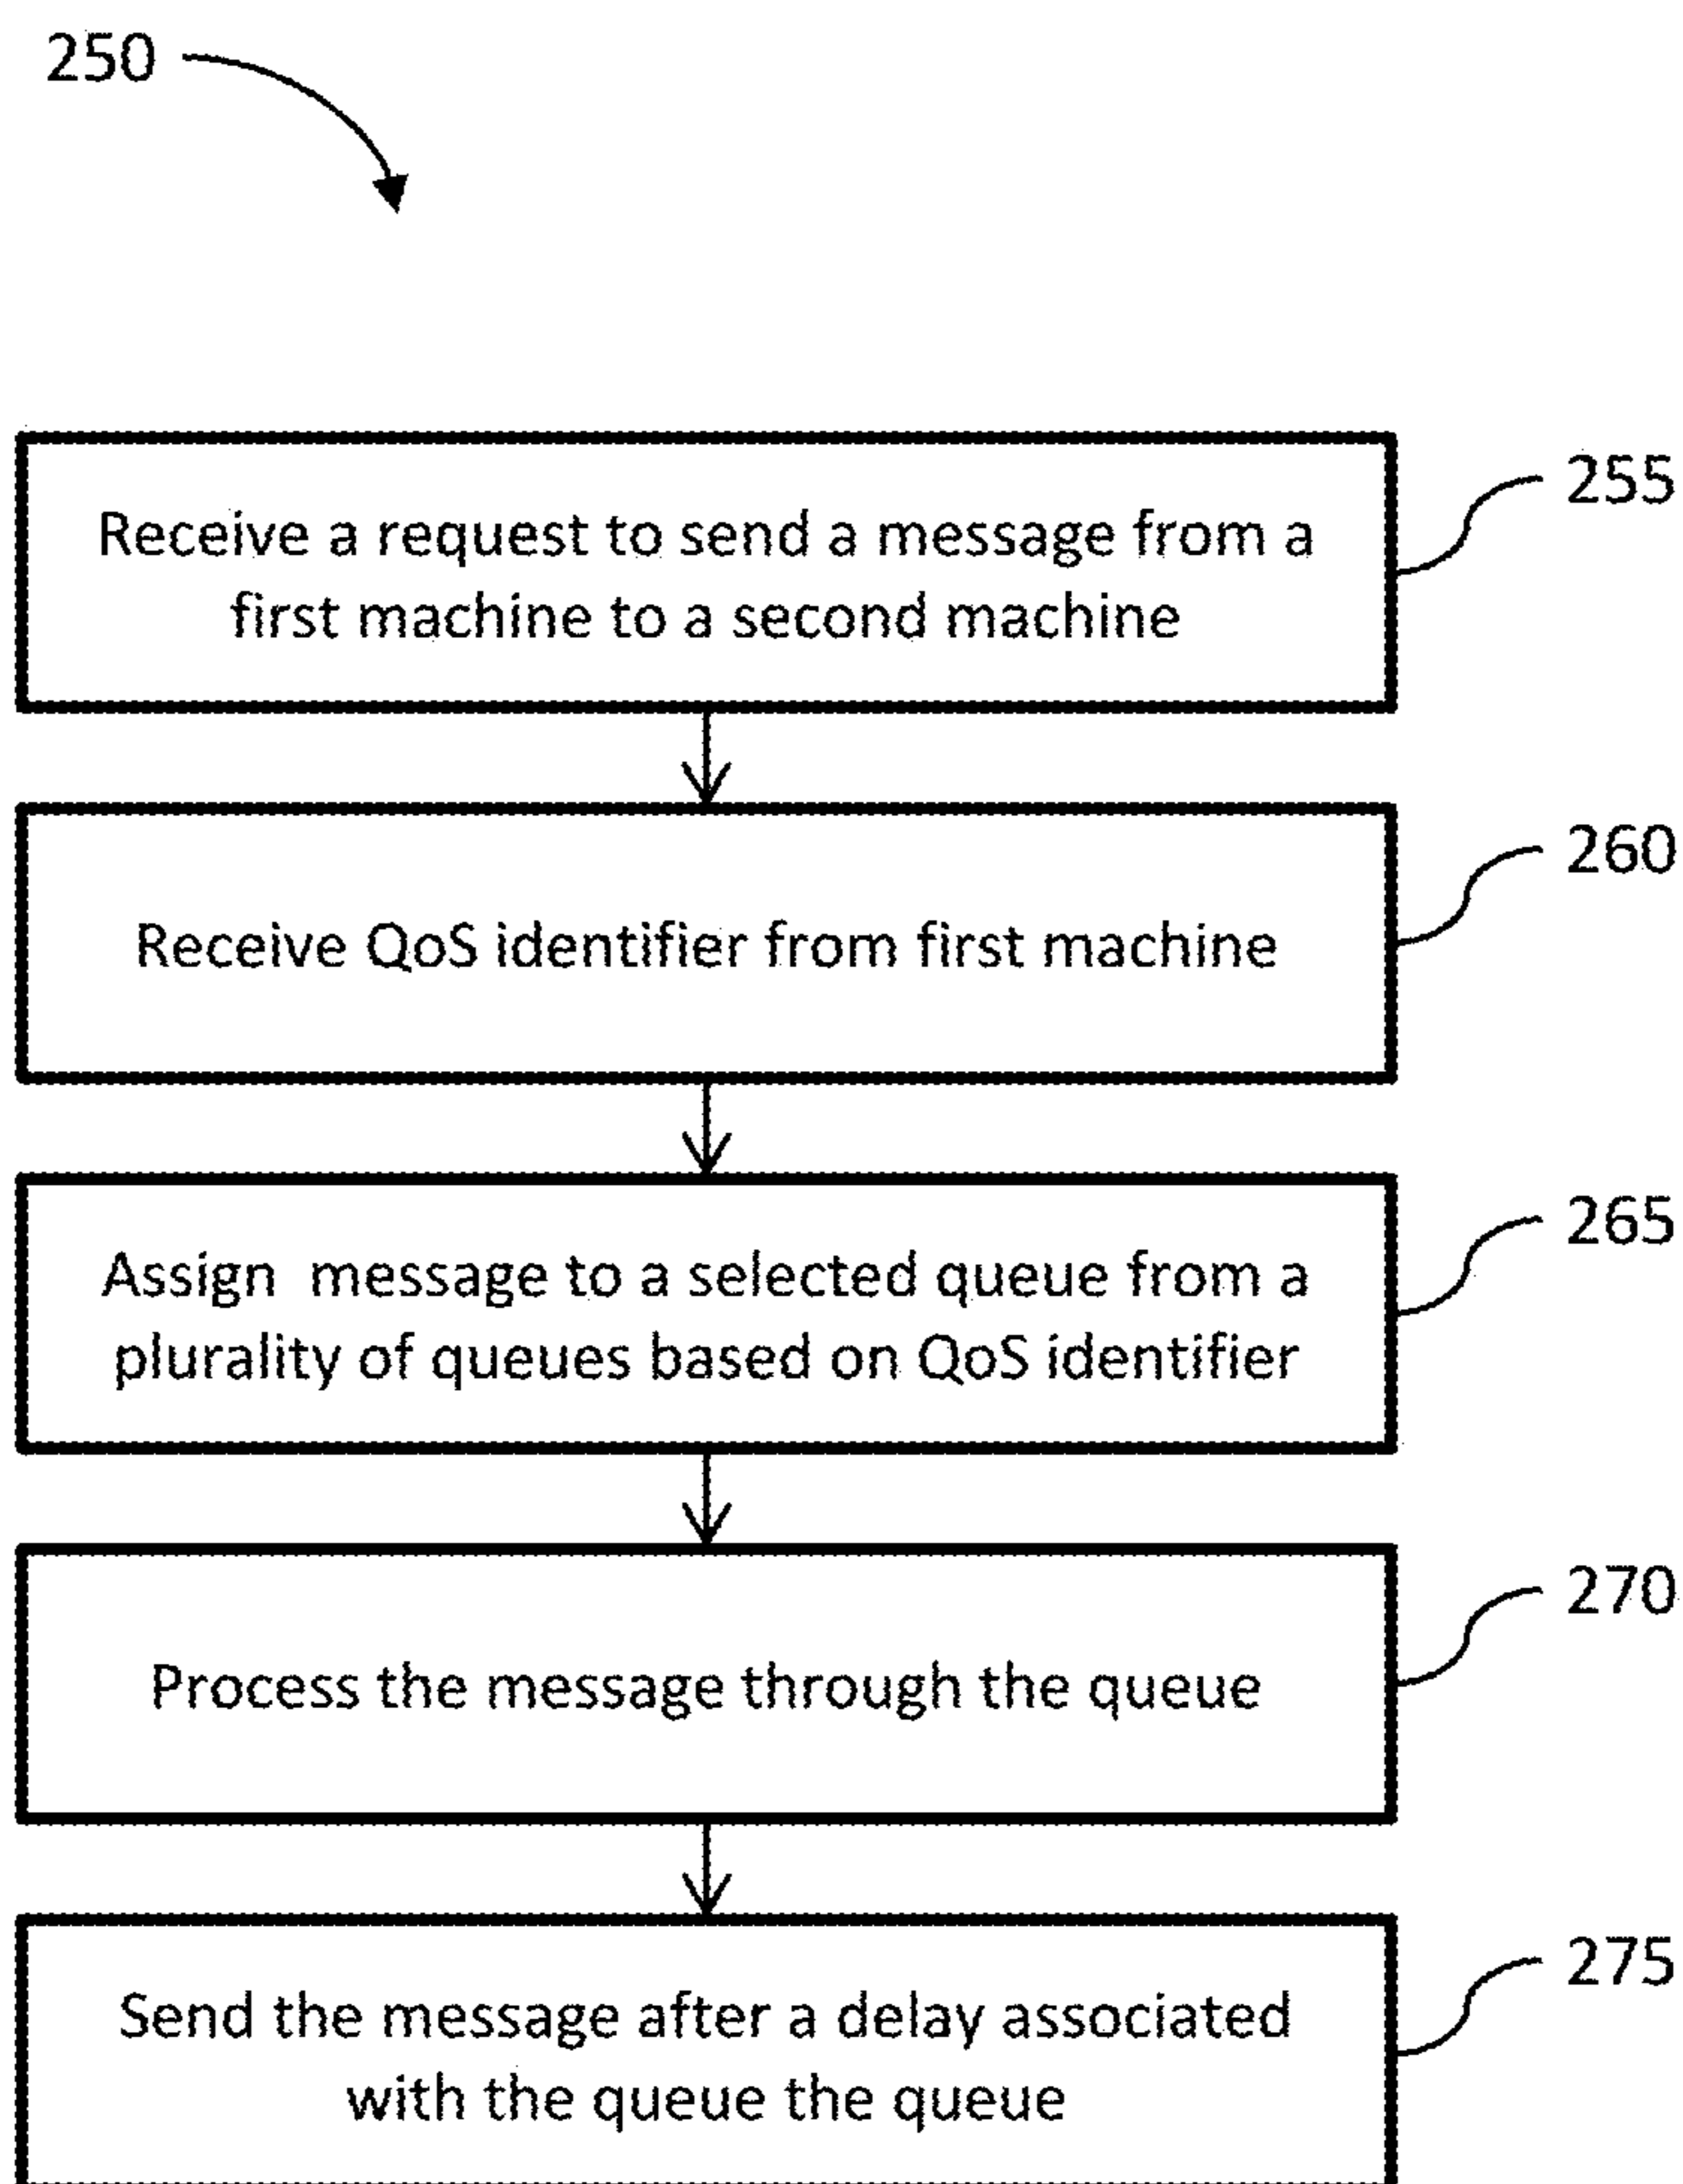 250
255
Receive a request to send a message from a
first machine to a second machine
260
Receive QoS identifier from first machine
265
Assign message to a selected queue from a
plurality of queues based on QoS identifier
270
Process the message through the queue
275
Send the message after a delay associated
with the queue the queue